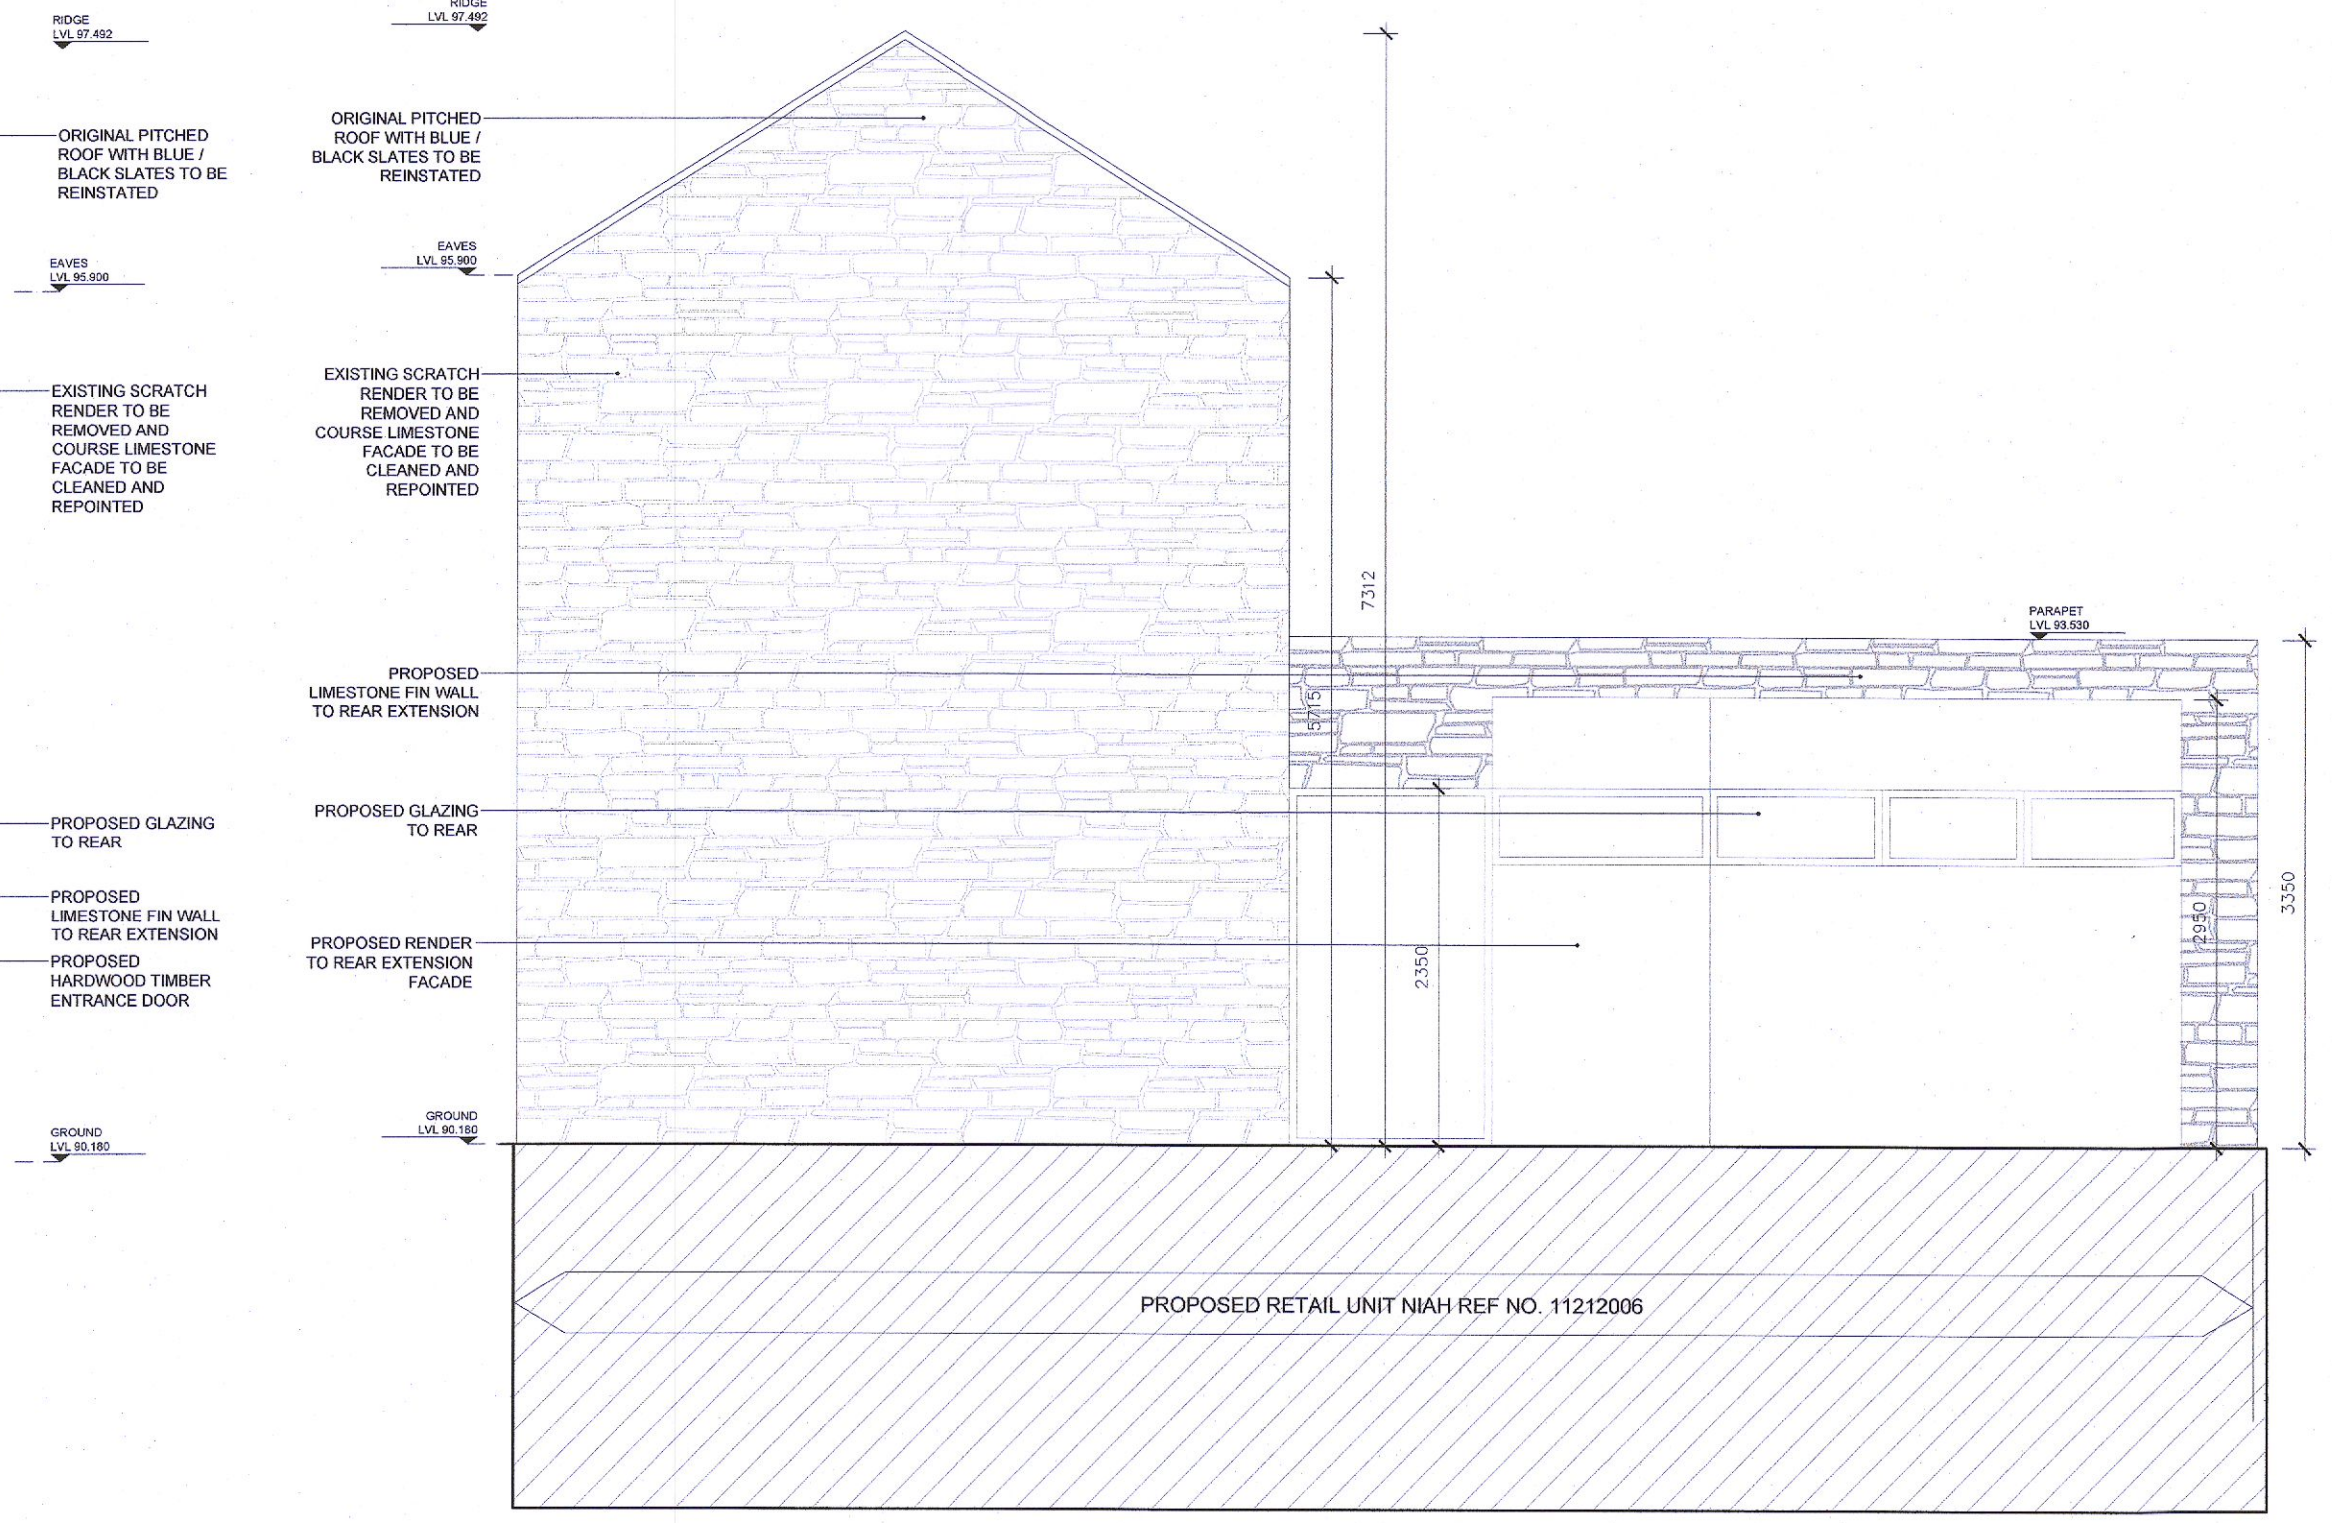 RIDGE
LVL 97.492
ORIGINAL PITCHED
ROOF WITH BLUE /
BLACK SLATES TO BE
REINSTATED
EAVES
LVL 95.900
EXISTING SCRATCH
RENDER TO BE
REMOVED AND
COURSE LIMESTONE
FACADE TO BE
CLEANED AND
REPOINTED
PROPOSED GLAZING
TO REAR
PROPOSED
LIMESTONE FIN WALL
TO REAR EXTENSION
PROPOSED
HARDWOOD TIMBER
ENTRANCE DOOR
GROUND
LVL 90.180
RIDGE
LVL 97.492
ORIGINAL PITCHED
ROOF WITH BLUE /
BLACK SLATES TO BE
REINSTATED
EAVES
LVL 95.900
EXISTING SCRATCH
RENDER TO BE
REMOVED AND
COURSE LIMESTONE
FACADE TO BE
CLEANED AND
REPOINTED
PROPOSED
LIMESTONE FIN WALL
TO REAR EXTENSION
PROPOSED GLAZING
TO REAR
PROPOSED RENDER
TO REAR EXTENSION
FACADE
GROUND
LVL 90.180
5715
7312
2350
PARAPET
LVL 93.530
2950
3350
PROPOSED RETAIL UNIT NIAH REF NO. 11212006